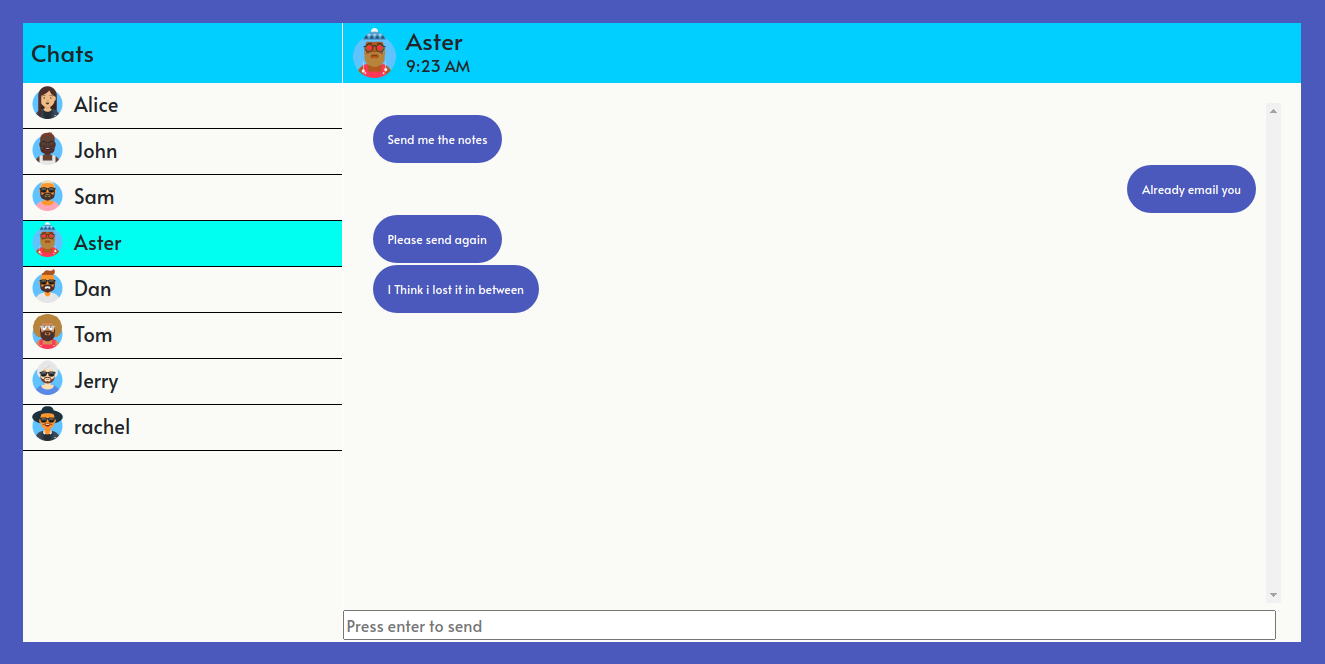 Chats
Alice
John
Sam
Aster
Dan
Tom
Jerry
rachel
Aster
9:23 AM
Send me the notes
Already email you
Please send again
I Think i lost it in between
Press enter to send